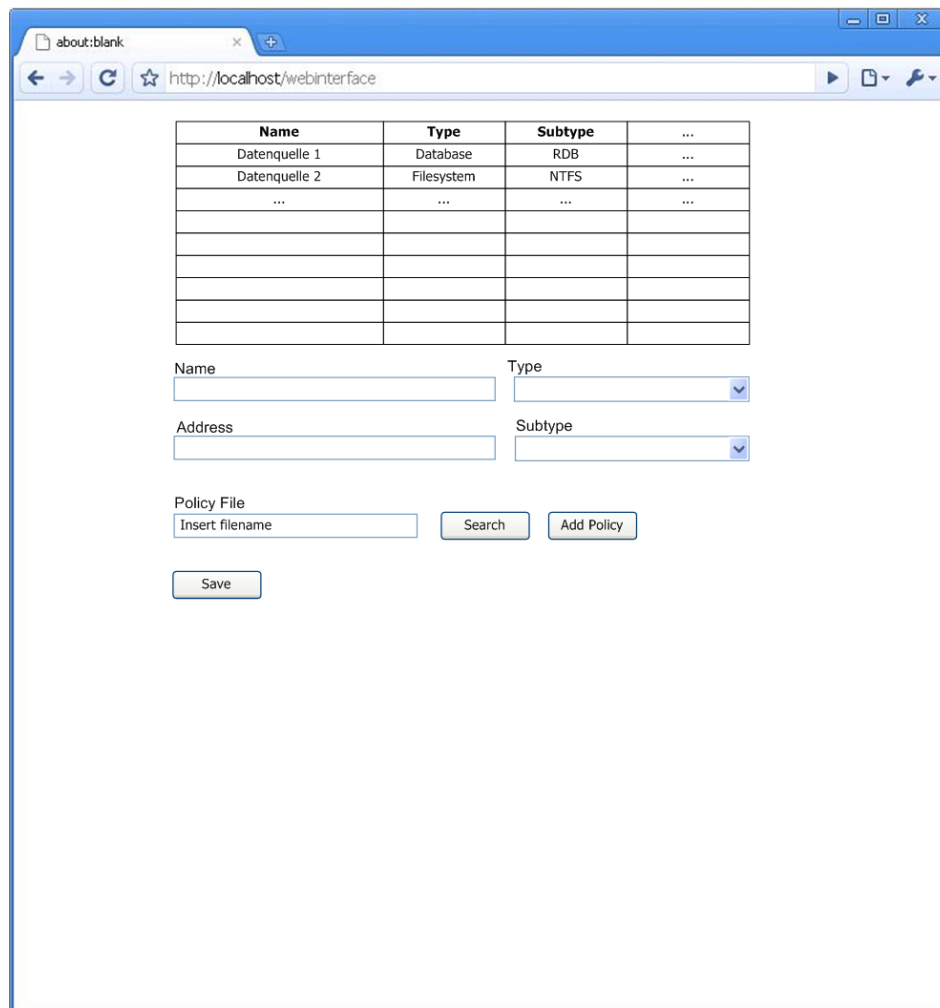 about:blank
http://localhost/webinterface
Name Type Subtype ...
Datenquelle 1 Database RDB ...
Datenquelle 2 Filesystem NTFS ...
... ... ... ...
Name Type
Address Subtype
Policy File
Insert filename Search Add Policy
Save